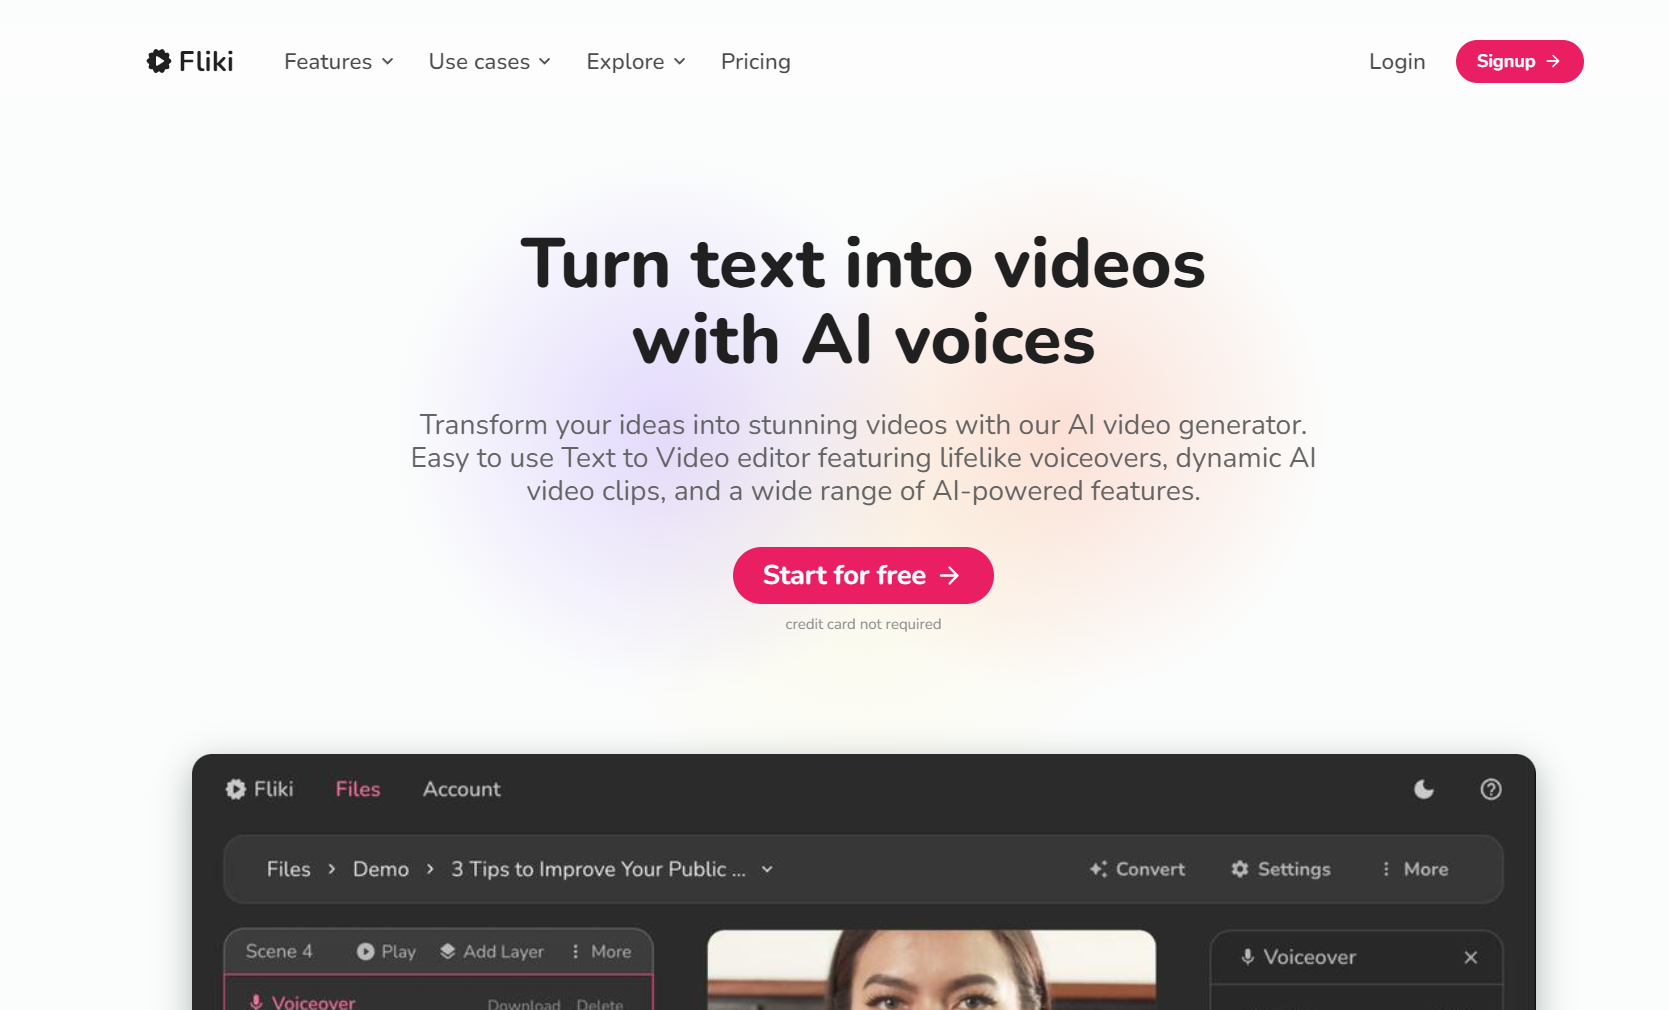 Fliki
Features
Use cases
Explore
Pricing
Login
Signup
Turn text into videos
with AI voices
Transform your ideas into stunning videos with our AI video generator.
Easy to use Text to Video editor featuring lifelike voiceovers, dynamic AI
video clips, and a wide range of AI-powered features.
Start for free
credit card not required
Fliki
Files
Account
Files
Demo
3 Tips to Improve Your Public ...
Convert
Settings
More
Scene 4
Play
Add Layer
More
Voiceover
Download
Delete
Voiceover